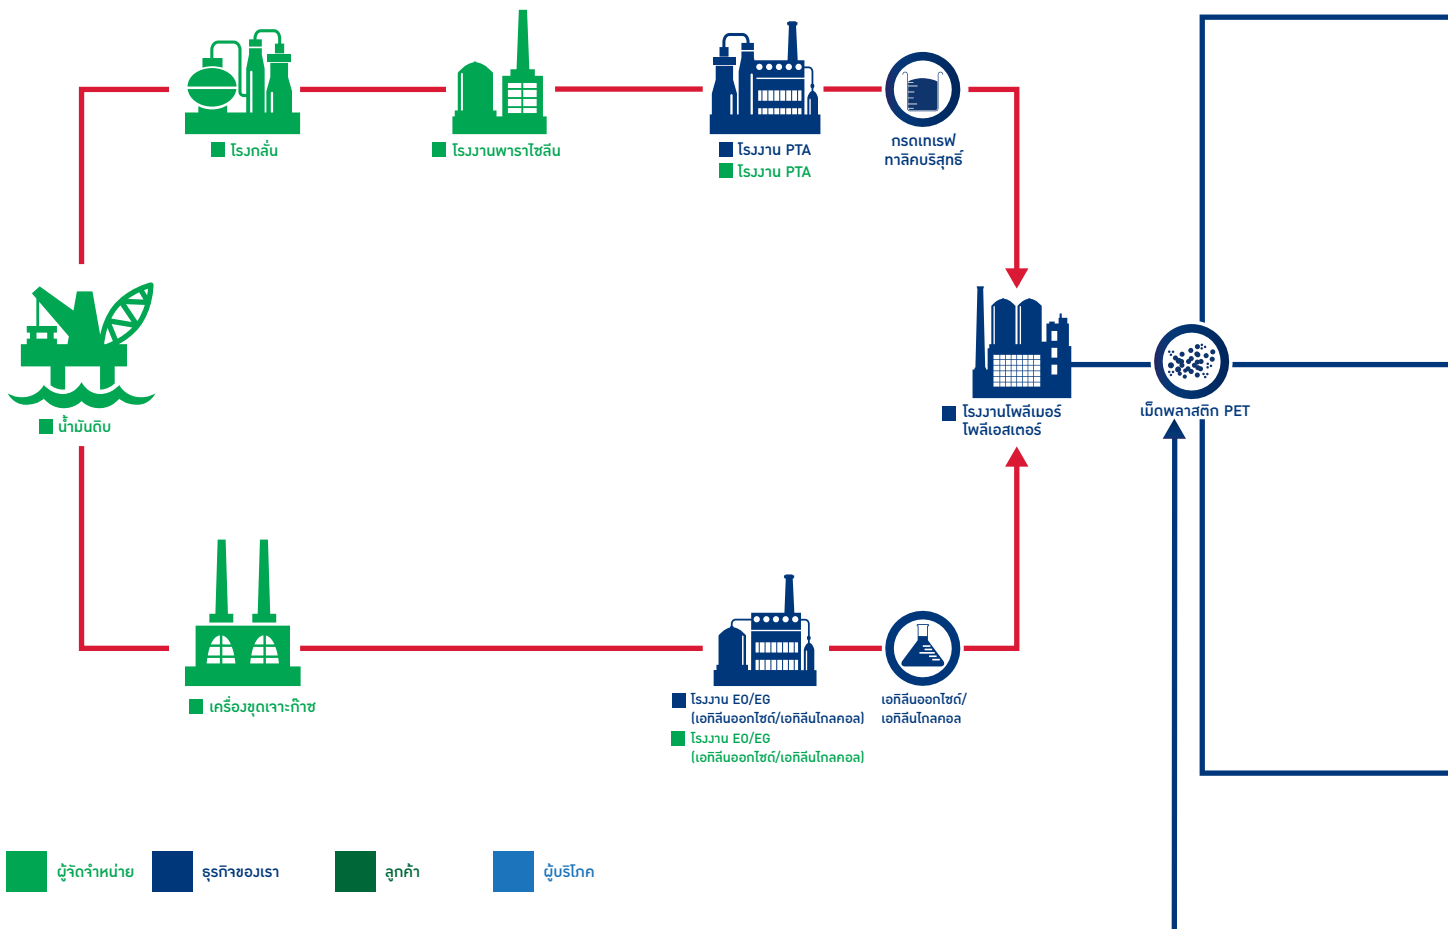 โรงกลั่น
โรงงานพาราไซลีน
โรงงาน PTA
โรงงาน PTA
กรดเทเรฟ
ทาลิคบริสุทธิ์
น้ำมันดิบ
โรงงานโพลีเมอร์
โพลีเอสเตอร์
เม็ดพลาสติก PET
เครื่องขุดเจาะก๊าซ
โรงงาน EO/EG
(เอทิลีนออกไซด์/เอทิลีนไกลคอล)
โรงงาน EO/EG
(เอทิลีนออกไซด์/เอทิลีนไกลคอล)
เอทิลีนออกไซด์/
เอทิลีนไกลคอล
ผู้จัดจำหน่าย
ธุรกิจของเรา
ลูกค้า
ผู้บริโภค